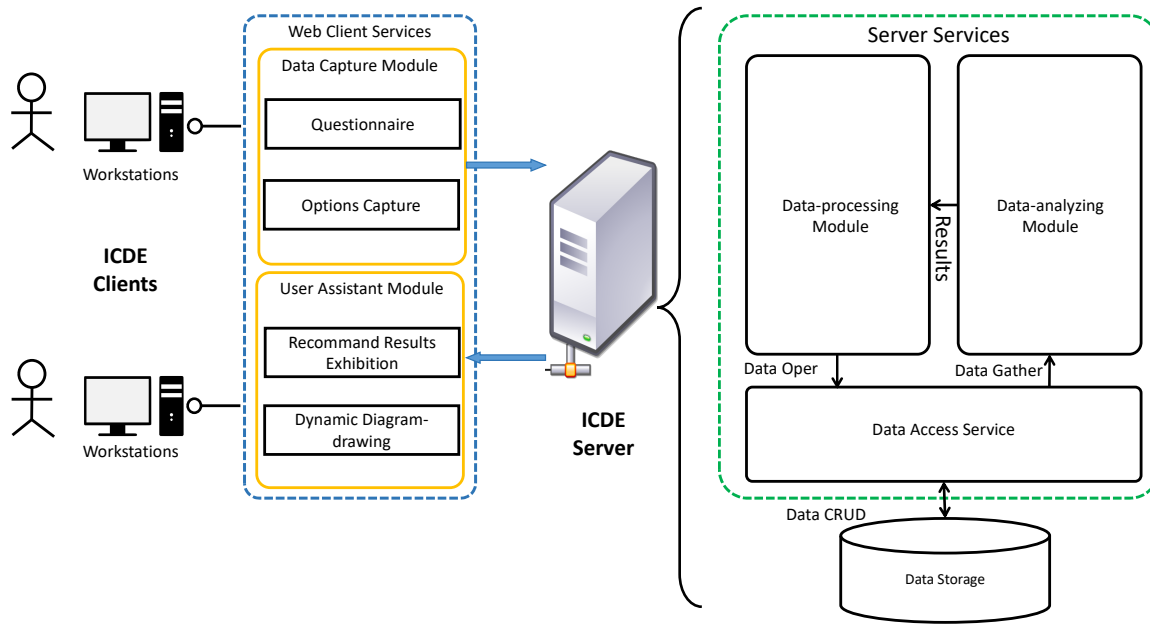 Web Client Services
Data Capture Module
Questionnaire
Options Capture
User Assistant Module
Recommand Results
Exhibition
Dynamic Diagram-
drawing
Workstations
ICDE
Clients
Workstations
ICDE
Server
Server Services
Data-processing
Module
Results
Data-analyzing
Module
Data Oper
Data Gather
Data Access Service
Data CRUD
Data Storage